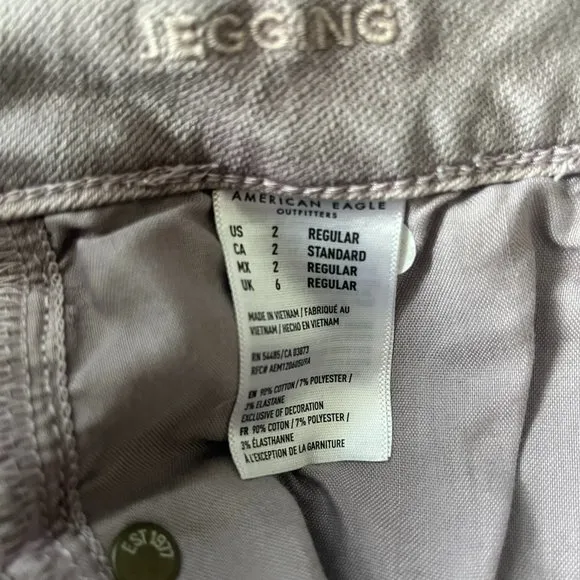 JEGGING
AMERICAN EAGLE
OUTFITTERS
US 2 REGULAR
CA 2 STANDARD
MX 2 REGULAR
UK 6 REGULAR
MADE IN VIETNAM / FABRIQUÉ AU
VIETNAM / HECHO EN VIETNAM
RN 54485/CA 03873
RFC# AEM120605U9A
EN 90% COTTON / 7% POLYESTER /
3% ELASTANE
EXCLUSIVE OF DECORATION
FR 90% COTON / 7% POLYESTER /
3% ÉLASTHANNE
À L'EXCEPTION DE LA GARNITURE
EST 1977